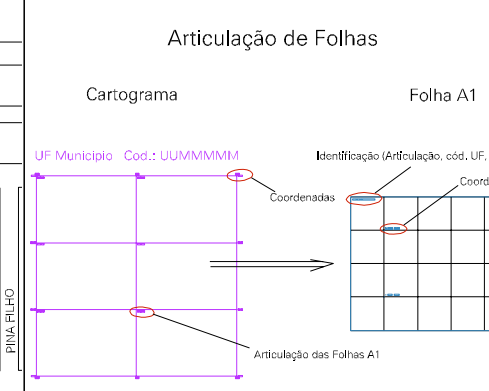 Articulação de Folhas
Cartograma
Folha A1
UF Municipio Cod.: UUMMMMM
Identificação (Articulação, cód. UF,
Coord
Coordenadas
Articulação das Folhas A1
PINA FILHO